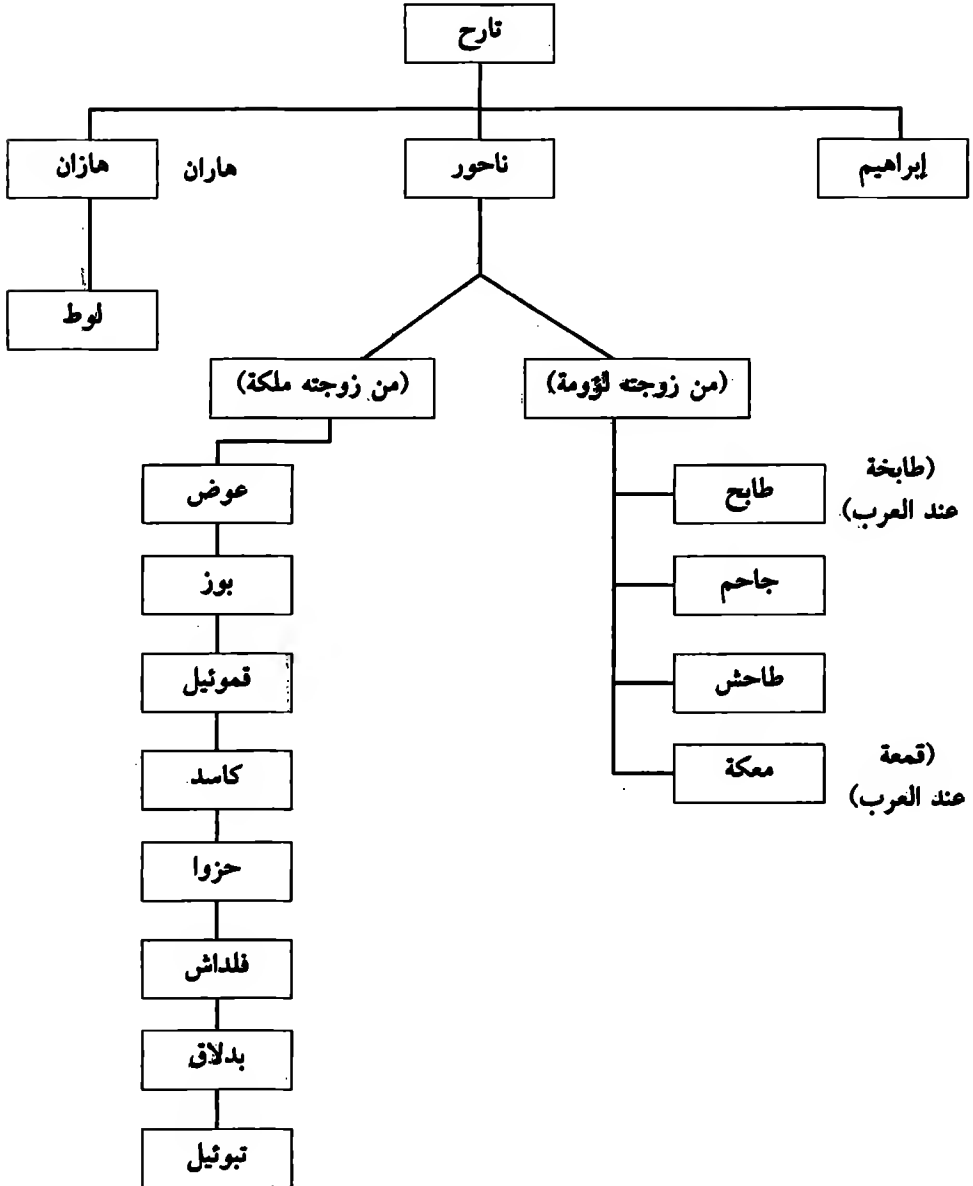 تارح
إبراهيم
ناحور
هاران
هازان
لوط
(من زوجته لؤومة)
(من زوجته ملكة)
(طابخة
عند العرب)
طابح
جاحم
طاحش
معكة
(قمعة
عند العرب)
عوض
بوز
قموئيل
كاسد
حزوا
فلداش
بدلاق
تبوئيل